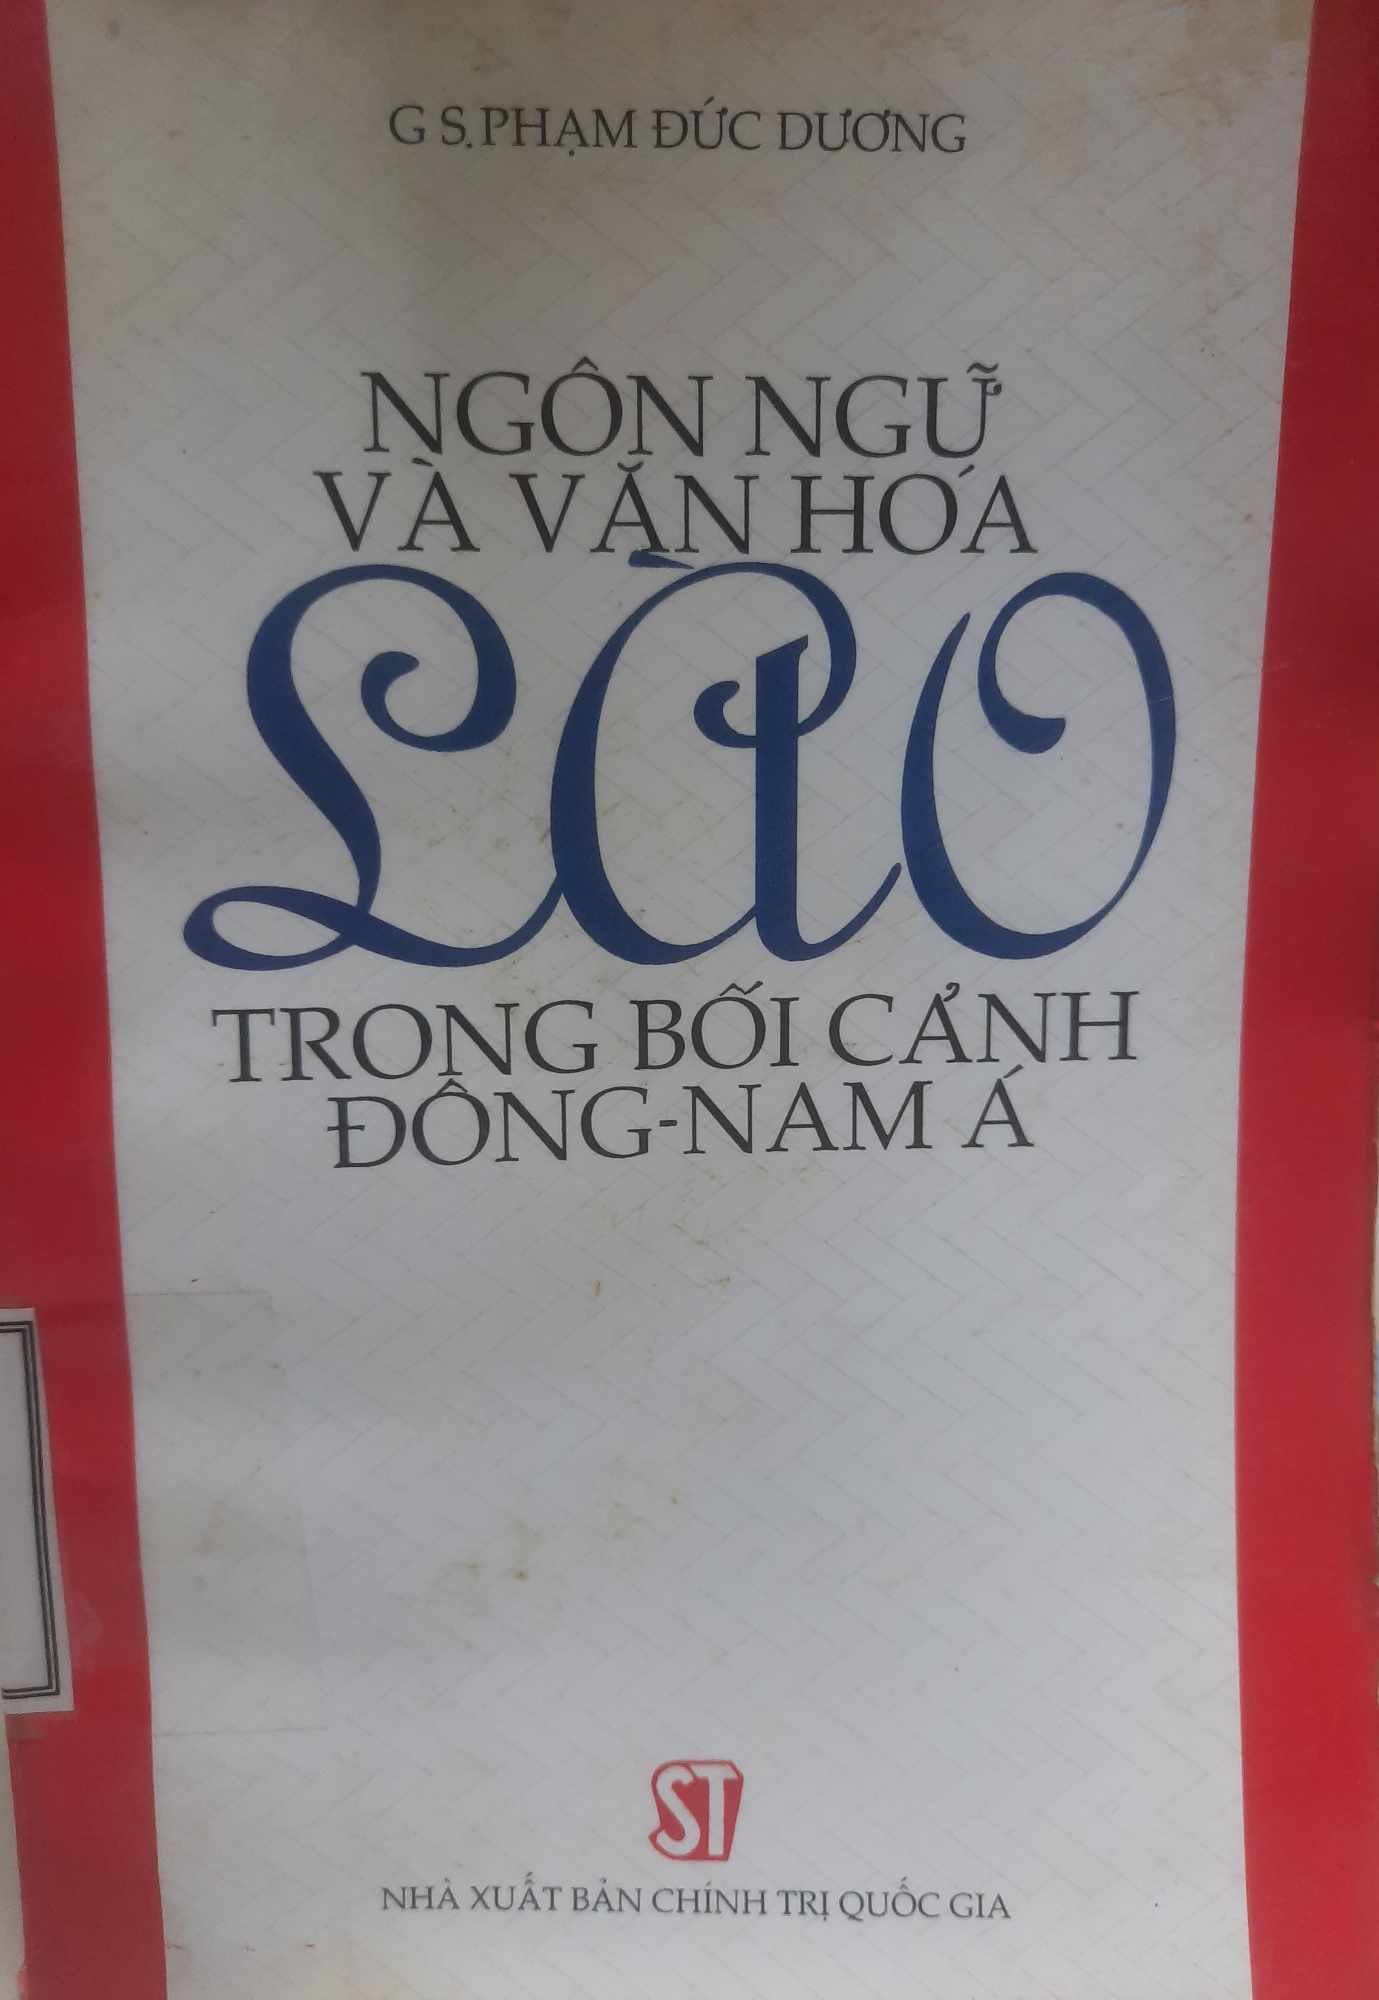 G S. PHẠM ĐỨC DƯƠNG
NGÔN NGỮ
VÀ VĂN HÓA
LÀO
TRONG BỐI CẢNH
ĐÔNG-NAM Á
ST
NHÀ XUẤT BẢN CHÍNH TRỊ QUỐC GIA